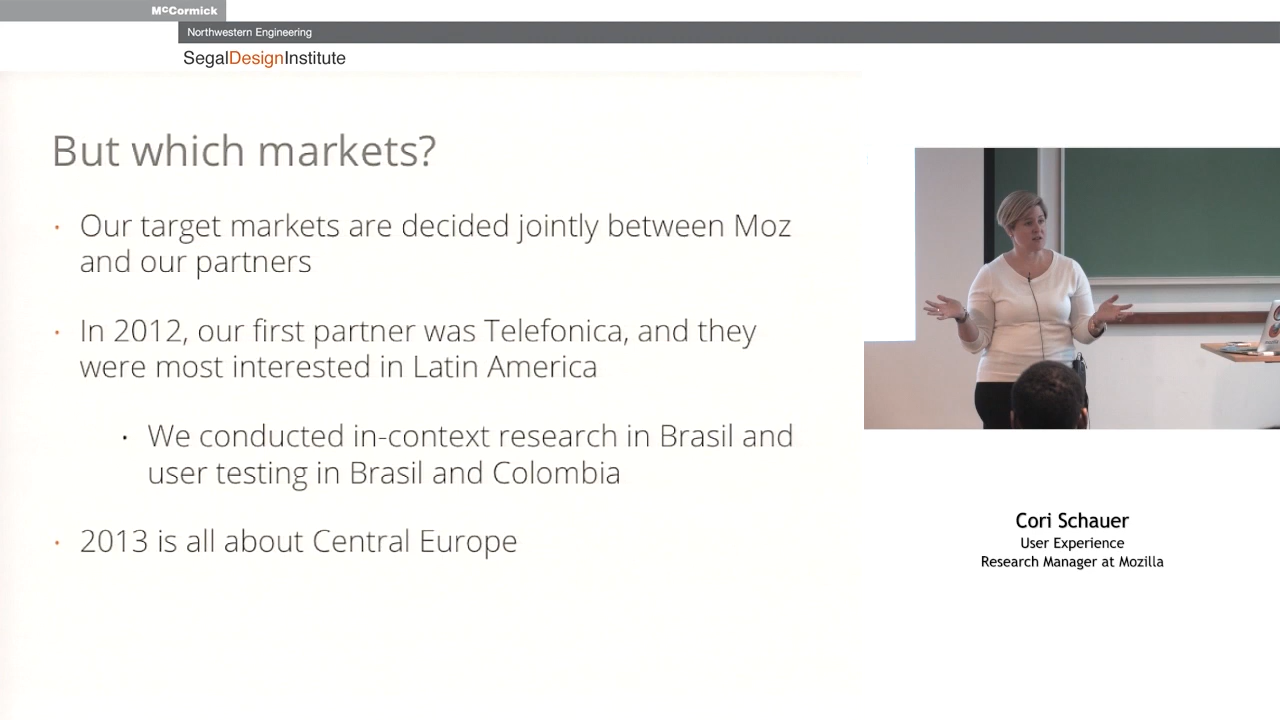 McCormick
Northwestern Engineering
SegalDesignInstitute
But which markets?
· Our target markets are decided jointly between Moz
and our partners
· In 2012, our first partner was Telefonica, and they
were most interested in Latin America
· We conducted in-context research in Brasil and
user testing in Brasil and Colombia
· 2013 is all about Central Europe
Cori Schauer
User Experience
Research Manager at Mozilla